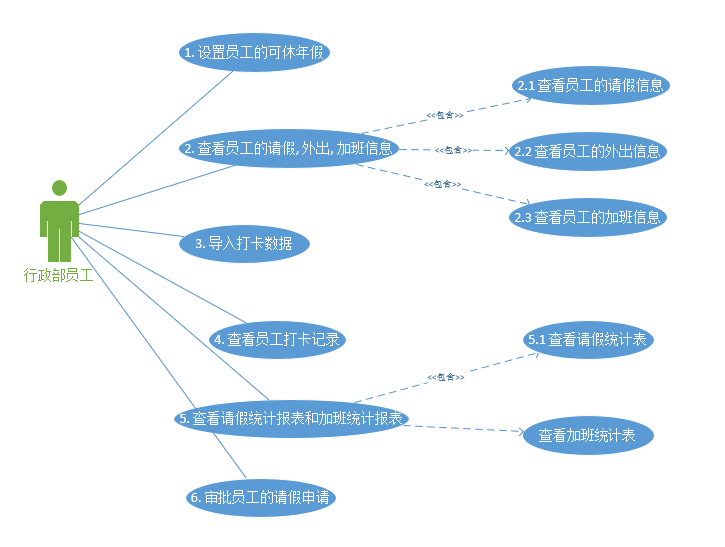 1. 设置员工的可休年假
2.1 查看员工的请假信息
<<包含>>
2. 查看员工的请假, 外出, 加班信息
<<包含>>
2.2 查看员工的外出信息
<<包含>>
2.3 查看员工的加班信息
3. 导入打卡数据
行政部员工
4. 查看员工打卡记录
5.1 查看请假统计表
<<包含>>
5. 查看请假统计报表和加班统计报表
查看加班统计表
6. 审批员工的请假申请